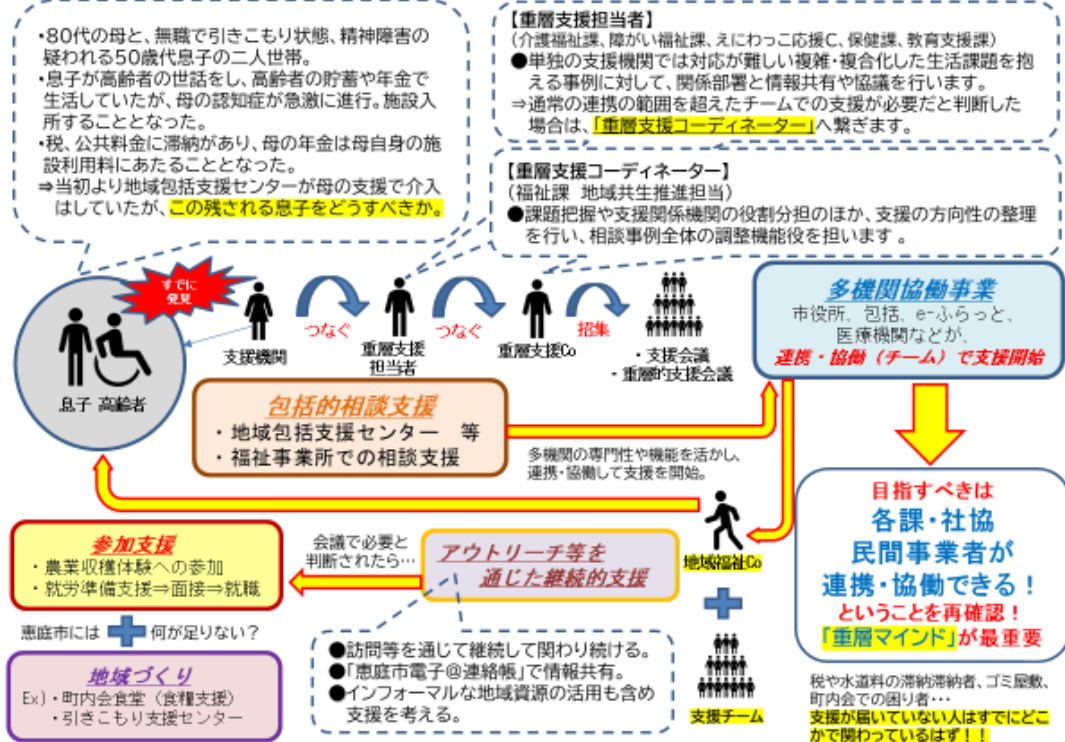 ・80代の母と、無職で引きこもり状態、精神障害の
疑われる50歳代息子の二人世帯。
・息子が高齢者の世話をし、高齢者の貯蓄や年金で
生活していたが、母の認知症が急激に進行。施設入
所することとなった。
・税、公共料金に滞納があり、母の年金は母自身の施
設利用料にあたることとなった。
⇒当初より地域包括支援センターが母の支援で介入
はしていたが、この残される息子をどうすべきか。
【重層支援担当者】
(介護福祉課、障がい福祉課、えにわっこ応援C、保健課、教育支援課)
●単独の支援機関では対応が難しい複雑・複合化した生活課題を抱
える事例に対して、関係部署と情報共有や協議を行います。
⇒通常の連携の範囲を超えたチームでの支援が必要だと判断した
場合は、「重層支援コーディネーター」へ繋ぎます。
【重層支援コーディネーター】
(福祉課 地域共生推進担当)
●課題把握や支援関係機関の役割分担のほか、支援の方向性の整理
を行い、相談事例全体の調整機能役を担います。
すでに
発見
息子 高齢者
支援機関
つなぐ
重層支援
担当者
つなぐ
重層支援Co
招集
・支援会議
・重層的支援会議
多機関協働事業
市役所、包括、e-ふらっと、
医療機関などが、
連携・協働(チーム)で支援開始
包括的相談支援
・地域包括支援センター 等
・福祉事業所での相談支援
多機関の専門性や機能を活かし、
連携・協働して支援を開始。
目指すべきは
各課・社協
民間事業者が
連携・協働できる!
ということを再確認!
「重層マインド」が最重要
参加支援
・農業収穫体験への参加
・就労準備支援⇒面接⇒就職
会議で必要と
判断されたら…
アウトリーチ等を
通じた継続的支援
地域福祉Co
恵庭市には
何が足りない?
地域づくり
Ex)・町内会食堂(食糧支援)
・引きこもり支援センター
●訪問等を通じて継続して関わり続ける。
●「恵庭市電子@連絡帳」で情報共有。
●インフォーマルな地域資源の活用も含め
支援を考える。
支援チーム
税や水道料の滞納滞納者、ゴミ屋敷、
町内会での困り者・・・
支援が届いていない人はすでにどこ
かで関わっているはず!!